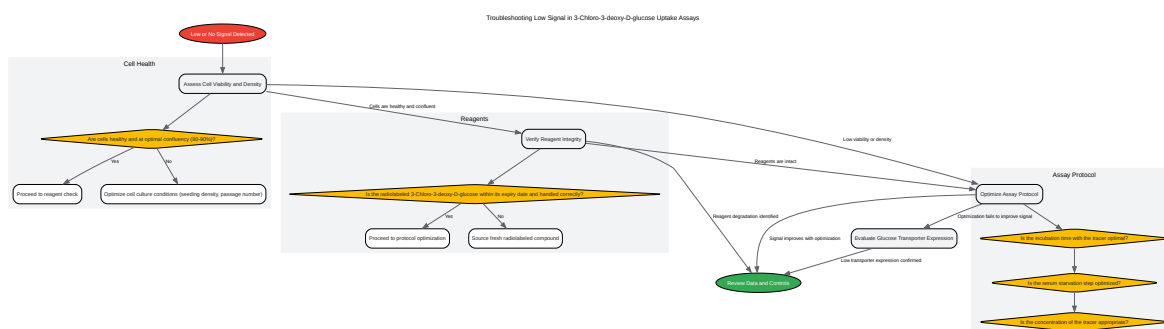 Troubleshooting Low Signal in 3-Chloro-3-deoxy-D-glucose Uptake Assays
Low or No Signal Detected
Cell Health
Assess Cell Viability and Density
Cells are healthy and confluent
Reagents
Are cells healthy and at optimal confluency (80-90%)?
Verify Reagent Integrity
Low viability or density
Yes
No
Reagents are intact
Assay Protocol
Proceed to reagent check
Optimize cell culture conditions (seeding density, passage number)
Is the radiolabeled 3-Chloro-3-deoxy-D-glucose within its expiry date and handled correctly?
Optimize Assay Protocol
Yes
No
Reagent degradation identified
Optimization fails to improve signal
Proceed to protocol optimization
Source fresh radiolabeled compound
Signal improves with optimization
Evaluate Glucose Transporter Expression
Is the incubation time with the tracer optimal?
Low transporter expression confirmed
Review Data and Controls
Is the serum starvation step optimized?
Is the concentration of the tracer appropriate?